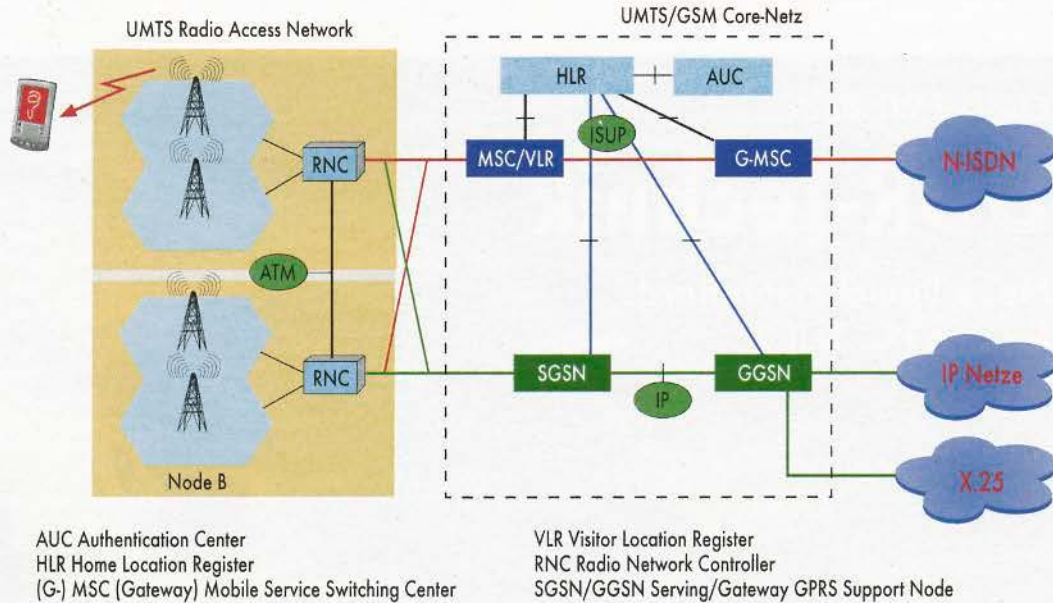 UMTS Radio Access Network
UMTS/GSM Core-Netz
HLR
AUC
ISUP
RNC
MSC/VLR
G-MSC
N-ISDN
ATM
RNC
SGSN
IP
GGSN
IP Netze
Node B
X.25
AUC Authentication Center
HLR Home Location Register
(G-) MSC (Gateway) Mobile Service Switching Center
VLR Visitor Location Register
RNC Radio Network Controller
SGSN/GGSN Serving/Gateway GPRS Support Node